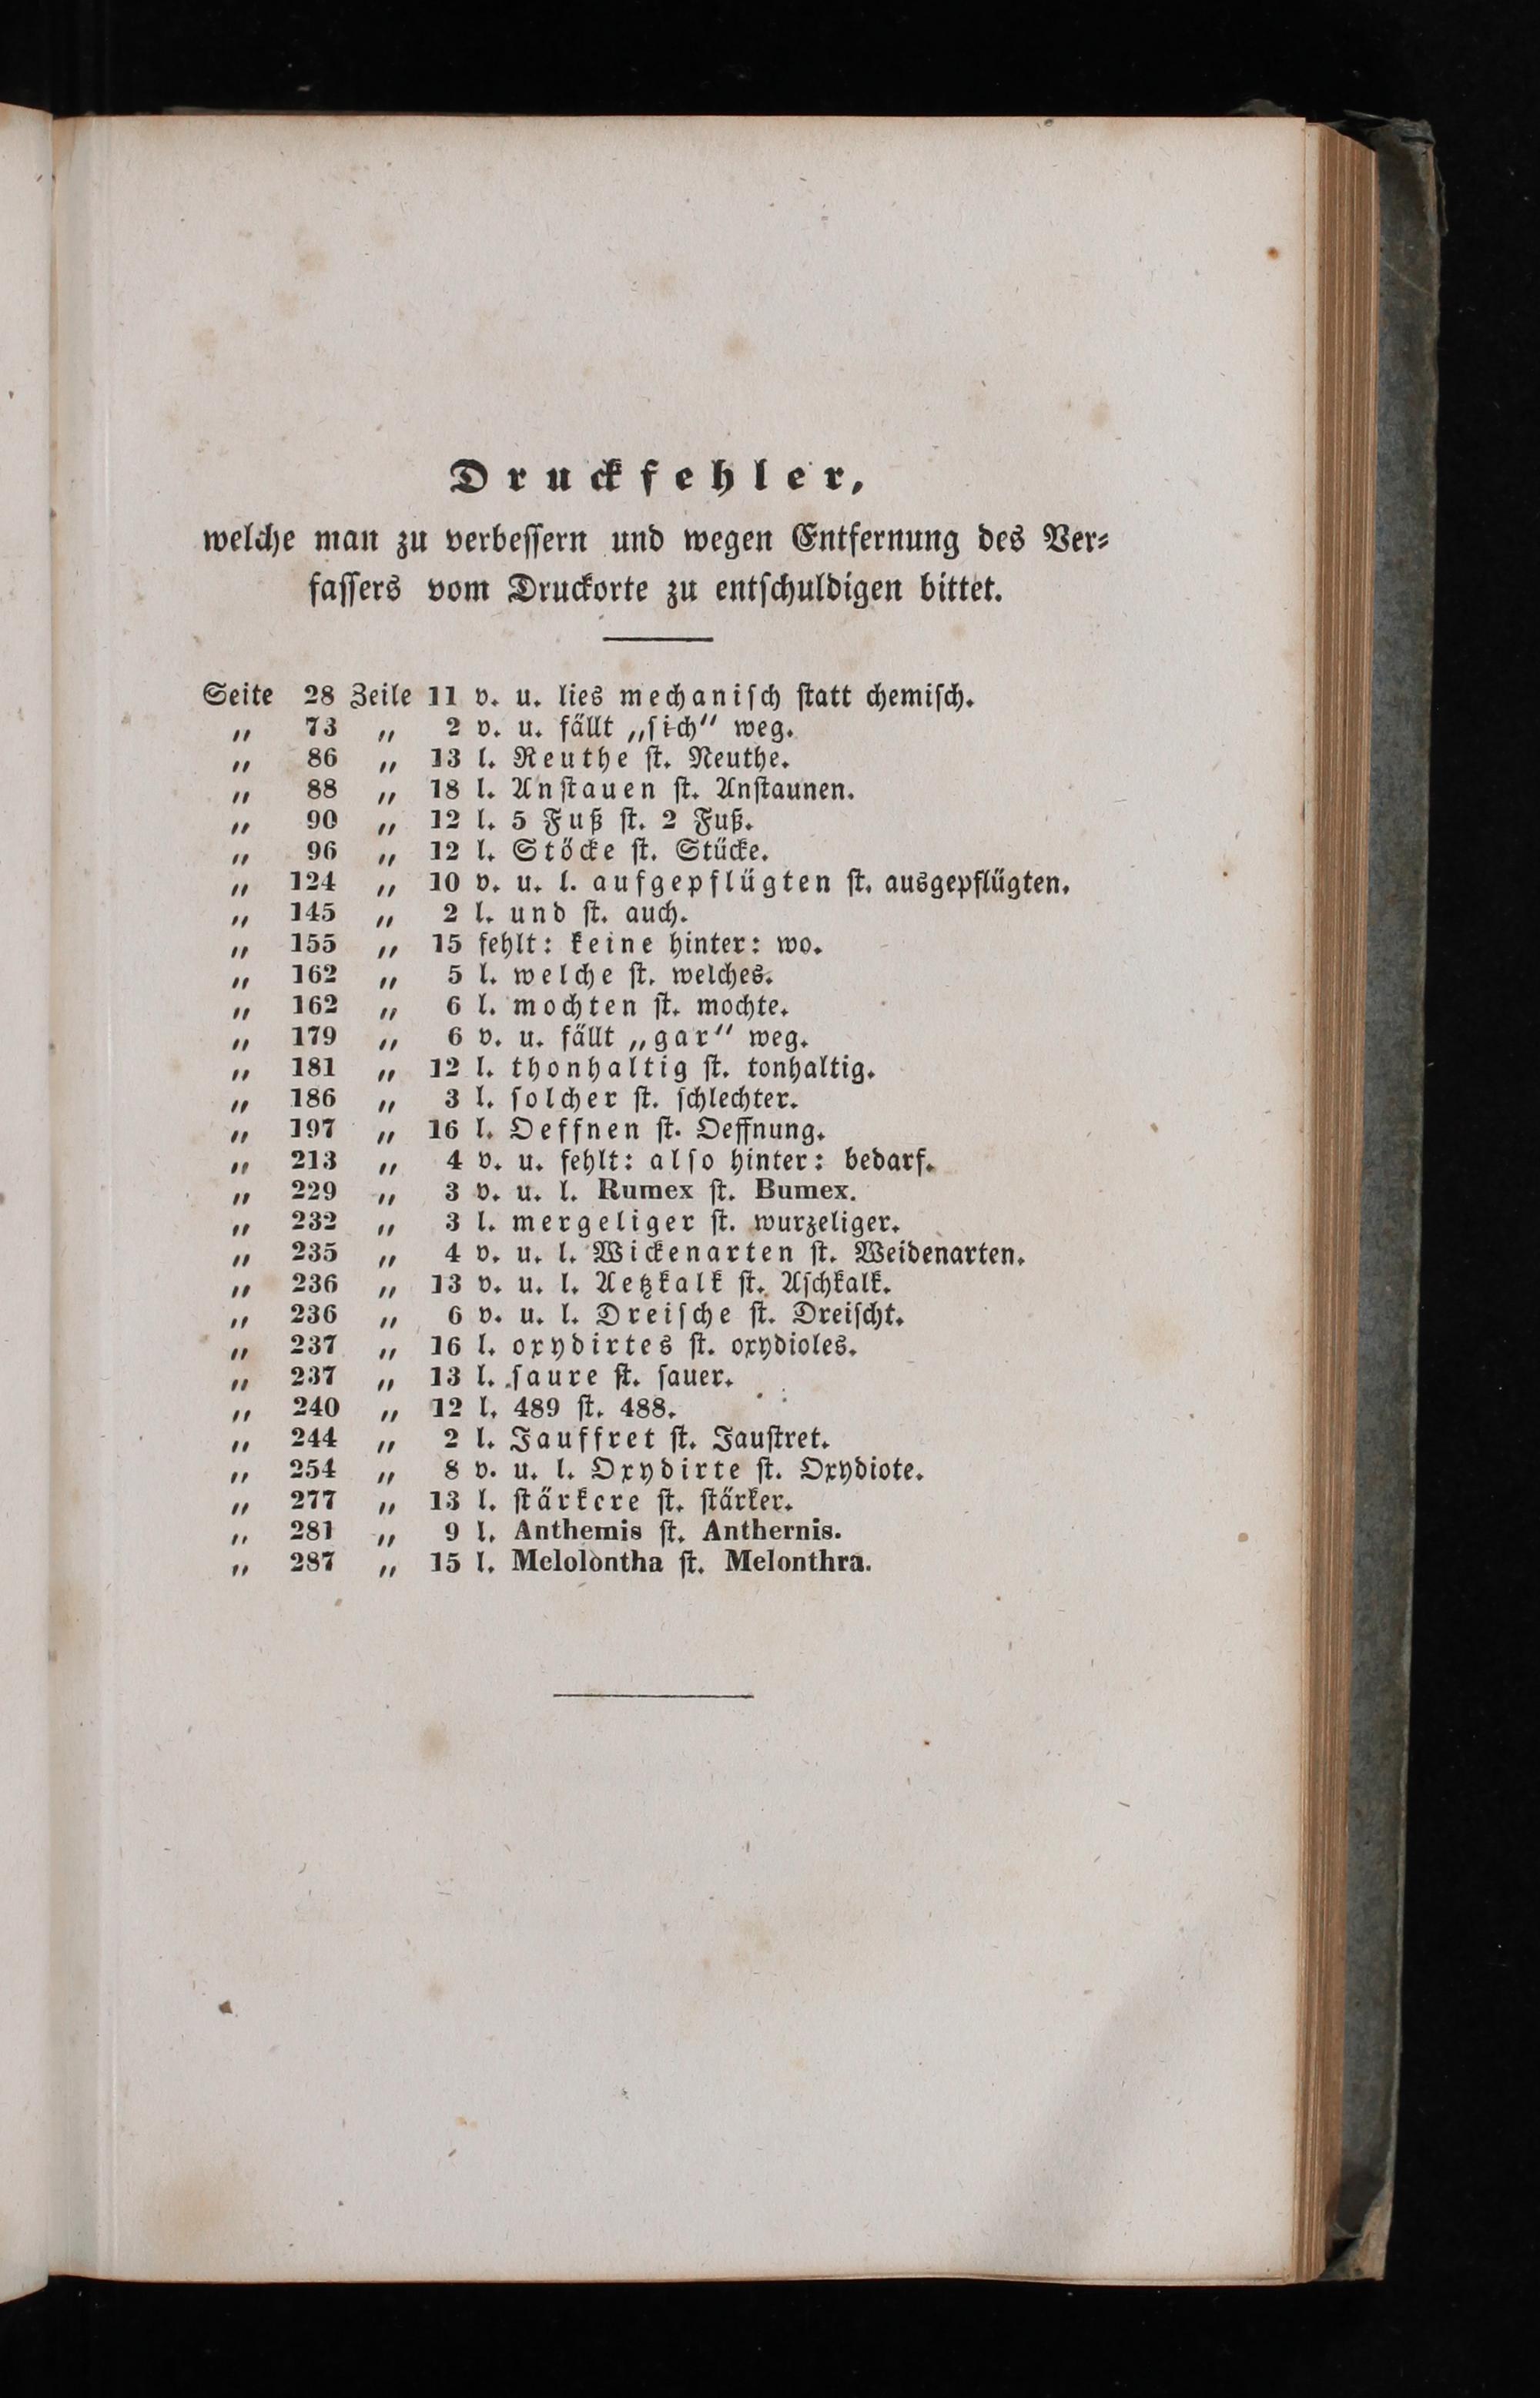 Druckfehler,
welche man zu verbeſſern und wegen Entfernung des Ver⸗
faſſers vom Druckorte zu entſchuldigen bittet.
Seite 28 Zeile 11 v. u. lies mechaniſch ſtatt chemiſch.
„ 73 „ 2 v. u. fällt „ſich“ weg.
„ 86 „ 13 l. Reuthe ſt. Neuthe.
„ 88 „ 18 l. Anſtauen ſt. Anſtaunen.
„ 90 „ 12 l. 5 Fuß ſt. 2 Fuß.
„ 96 „ 12 l. Stöcke ſt. Stücke.
„ 124 „ 10 v. u. l. aufgepflügten ſt. ausgepflügten.
„ 145 „ 2 l. und ſt. auch.
„ 155 „ 15 fehlt: keine hinter: wo.
„ 162 „ 5 l. welche ſt. welches.
„ 162 „ 6 l. mochten ſt. mochte.
„ 179 „ 6 v. u. fällt „gar“ weg.
„ 181 „ 12 l. thonhaltig ſt. tonhaltig.
„ 186 „ 3 l. ſolcher ſt. ſchlechter.
„ 197 „ 16 l. Oeffnen ſt. Oeffnung.
„ 213 „ 4 v. u. fehlt: alſo hinter: bedarf.
„ 229 „ 3 v. u. l. Rumex ſt. Bumex.
„ 232 „ 3 l. mergeliger ſt. wurzeliger.
„ 235 „ 4 v. u. l. Wickenarten ſt. Weidenarten.
„ 236 „ 13 v. u. l. Aetzkalk ſt. Aſchkalk.
„ 236 „ 6 v. u. l. Dreiſche ſt. Dreiſcht.
„ 237 „ 16 l. oxydirtes ſt. oxydioles.
„ 237 „ 13 l. ſaure ſt. ſauer.
„ 240 „ 12 l. 489 ſt. 488.
„ 244 „ 2 l. Jauffret ſt. Jauſtret.
„ 254 „ 8 v. u. l. Oxydirte ſt. Oxydiote.
„ 277 „ 13 l. ſtärkere ſt. ſtärker.
„ 281 „ 9 l. Anthemis ſt. Anthernis.
„ 287 „ 15 l. Melolontha ſt. Melonthra.